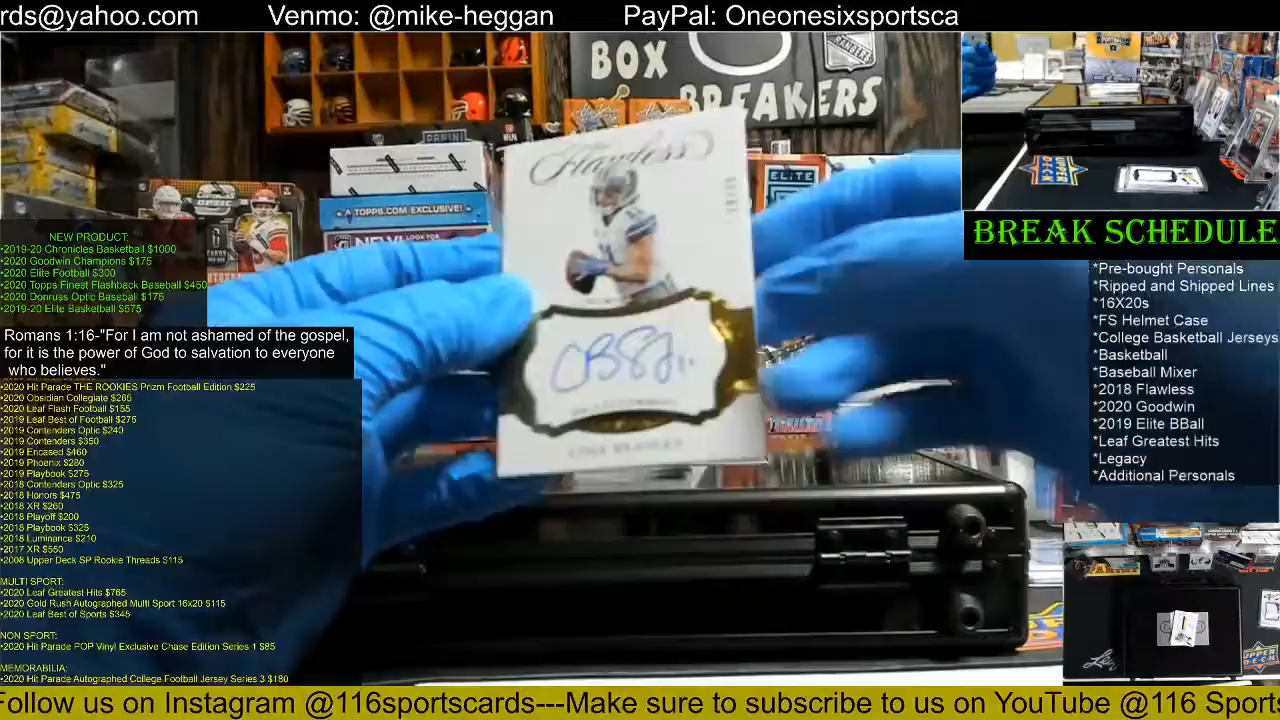 rds@yahoo.com Venmo: @mike-heggan PayPal: Oneonesixsportsca
BOX
BREAKERS
RANGERS
PANINI
TOPPS.COM EXCLUSIVE!
ELITE
Flawless
UPPER DECK
BREAK SCHEDULE
*Pre-bought Personals
*Ripped and Shipped Lines
*16X20s
*FS Helmet Case
*College Basketball Jerseys
*Basketball
*Baseball Mixer
*2018 Flawless
*2020 Goodwin
*2019 Elite BBall
*Leaf Greatest Hits
*Legacy
*Additional Personals
NEW PRODUCT:
•2019-20 Chronicles Basketball $1000
•2020 Goodwin Champions $175
•2020 Elite Football $300
•2020 Topps Finest Flashback Baseball $450
•2020 Donruss Optic Baseball $175
•2019-20 Elite Basketball $575
Romans 1:16-"For I am not ashamed of the gospel,
for it is the power of God to salvation to everyone
who believes."
•2020 Hit Parade THE ROOKIES Prizm Football Edition $225
•2020 Obsidian Collegiate $265
•2020 Leaf Flash Football $155
•2019 Leaf Best of Football $275
•2019 Contenders Optic $240
•2019 Contenders $350
•2019 Encased $460
•2019 Phoenix $280
•2019 Playbook $275
•2018 Contenders Optic $325
•2018 Honors $475
•2018 XR $260
•2018 Playoff $200
•2018 Playbook $325
•2018 Luminance $210
•2017 XR $550
•2008 Upper Deck SP Rookie Threads $115
MULTI SPORT:
•2020 Leaf Greatest Hits $765
•2020 Gold Rush Autographed Multi Sport 16x20 $115
•2020 Leaf Best of Sports $345
NON SPORT:
•2020 Hit Parade POP Vinyl Exclusive Chase Edition Series 1 $85
MEMORABILIA:
•2020 Hit Parade Autographed College Football Jersey Series 3 $180
Leaf
UPPER DECK
Follow us on Instagram @116sportscards---Make sure to subscribe to us on YouTube @116 Sports